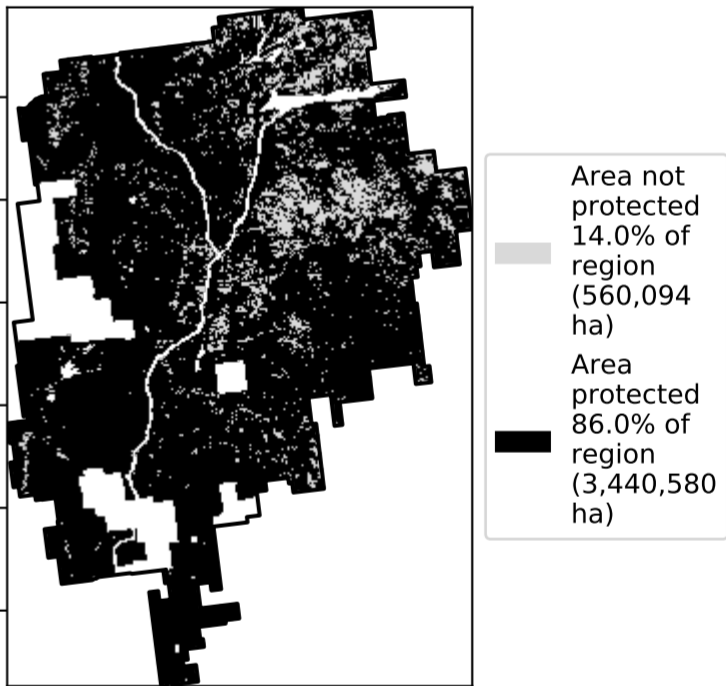 Area not
protected
14.0% of
region
(560,094
ha)
Area
protected
86.0% of
region
(3,440,580
ha)